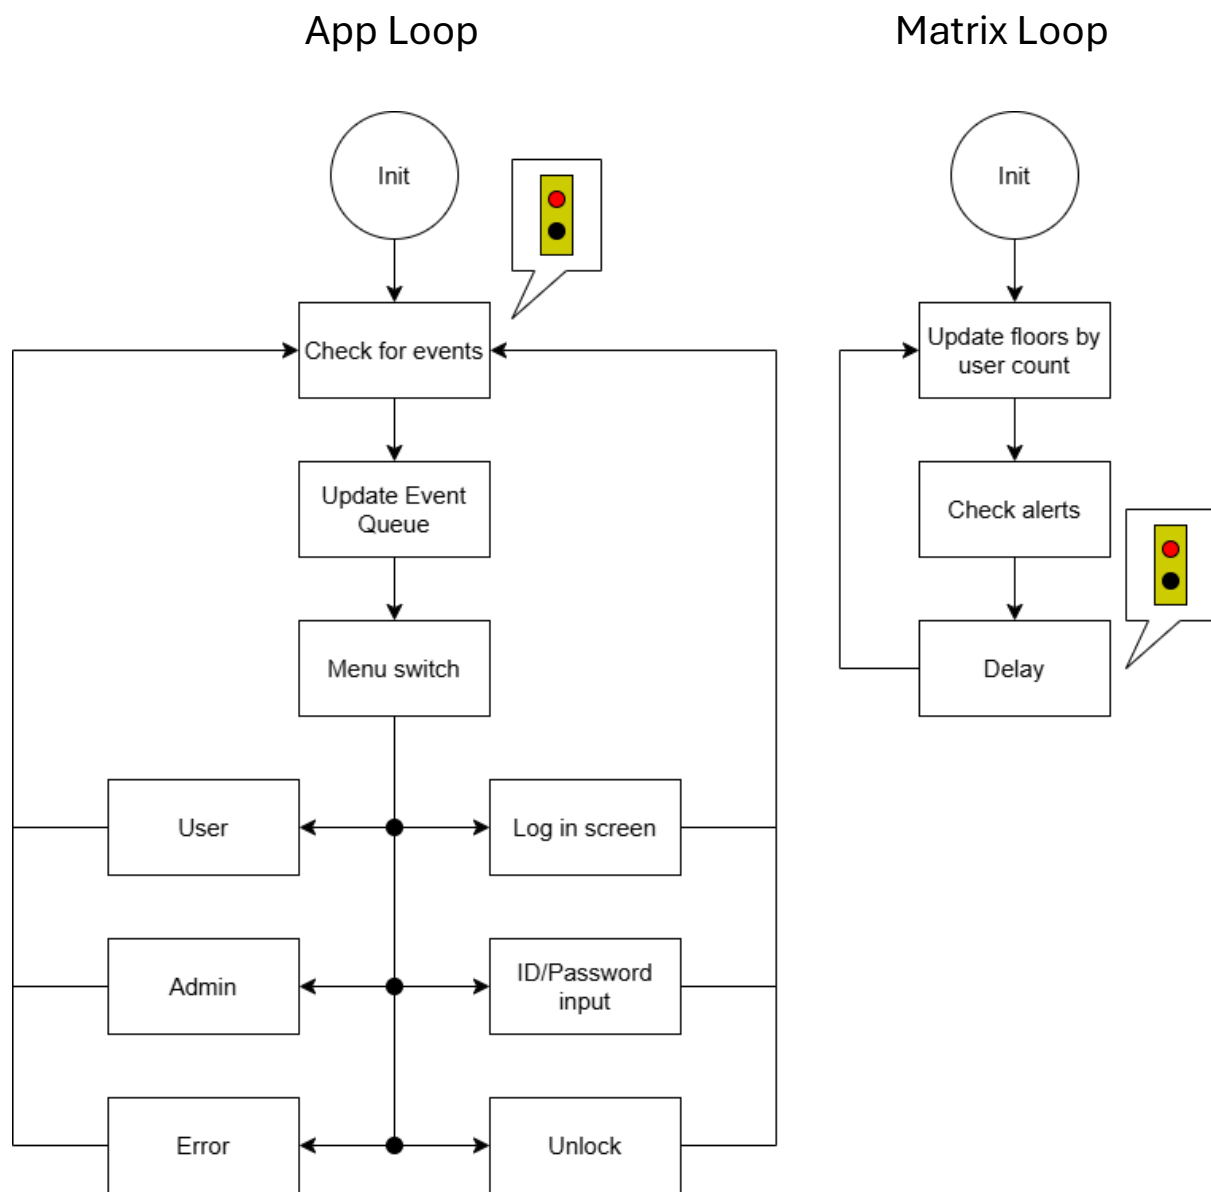 App Loop
Matrix Loop
Init
Check for events
Update Event
Queue
Menu switch
User
Log in screen
Admin
ID/Password
input
Error
Unlock
Init
Update floors by
user count
Check alerts
Delay